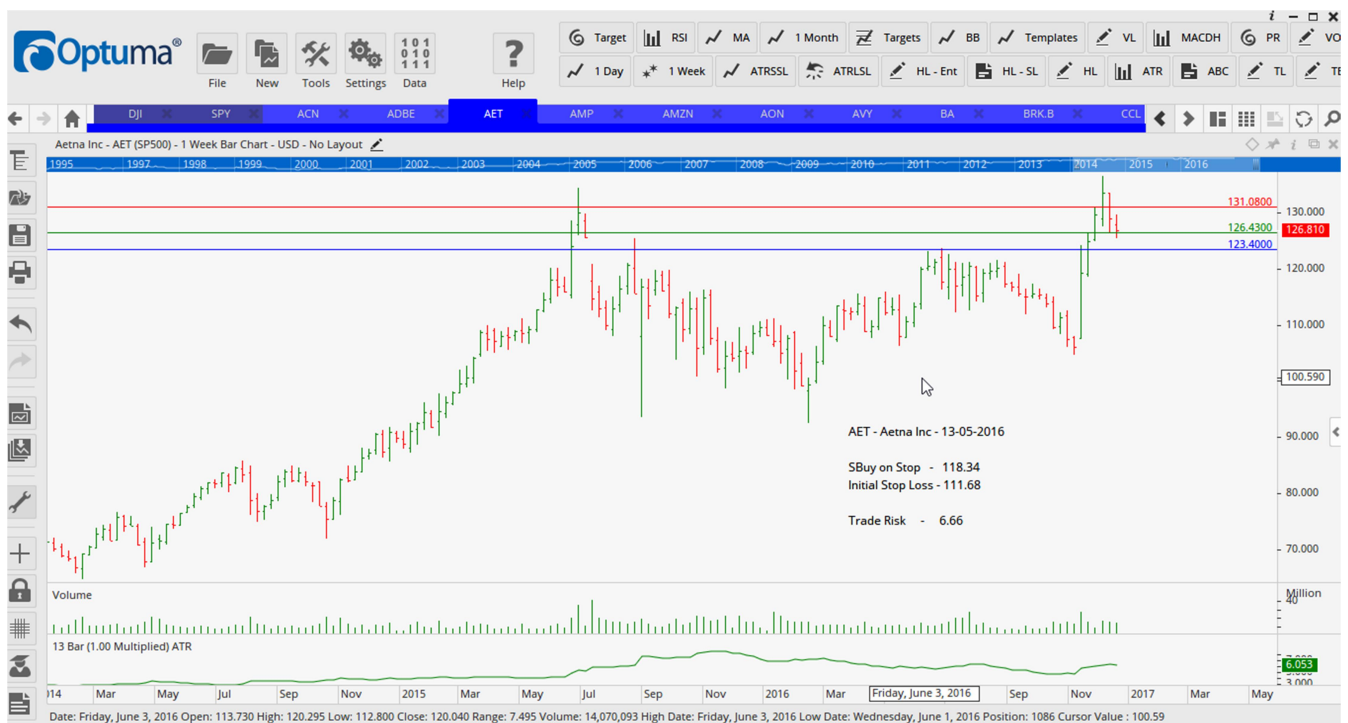 i
Optuma®
File New Tools Settings Data Help
Target RSI MA 1 Month Targets BB Templates VL MACDH PR VO
1 Day 1 Week ATRSSL ATRLSL HL - Ent HL - SL HL ATR ABC TL TE
101
010
111
?
DJI SPY ACN ADBE AET AMP AMZN AON AVY BA BRK.B CCL
Aetna Inc - AET (SP500) - 1 Week Bar Chart - USD - No Layout
1995 1997 1998 1999 2000 2001 2002 2003 2004 2005 2006 2007 2008 2009 2010 2011 2012 2013 2014 2015 2016
131.0800
130.000
126.4300
126.810
123.4000
120.000
110.000
100.590
90.000
80.000
70.000
AET - Aetna Inc - 13-05-2016
SBuy on Stop - 118.34
Initial Stop Loss - 111.68
Trade Risk - 6.66
Volume
Million
40
13 Bar (1.00 Multiplied) ATR
6.053
3.000
014 Mar May Jul Sep Nov 2015 Mar May Jul Sep Nov 2016 Mar Friday, June 3, 2016 Sep Nov 2017 Mar May
Date: Friday, June 3, 2016 Open: 113.730 High: 120.295 Low: 112.800 Close: 120.040 Range: 7.495 Volume: 14,070,093 High Date: Friday, June 3, 2016 Low Date: Wednesday, June 1, 2016 Position: 1086 Cursor Value : 100.59